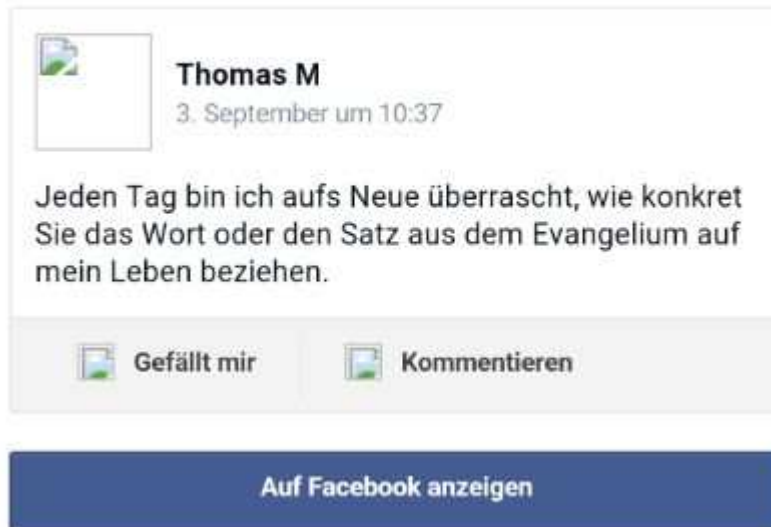 Thomas M
3. September um 10:37
Jeden Tag bin ich aufs Neue überrascht, wie konkret
Sie das Wort oder den Satz aus dem Evangelium auf
mein Leben beziehen.
Gefällt mir
Kommentieren
Auf Facebook anzeigen